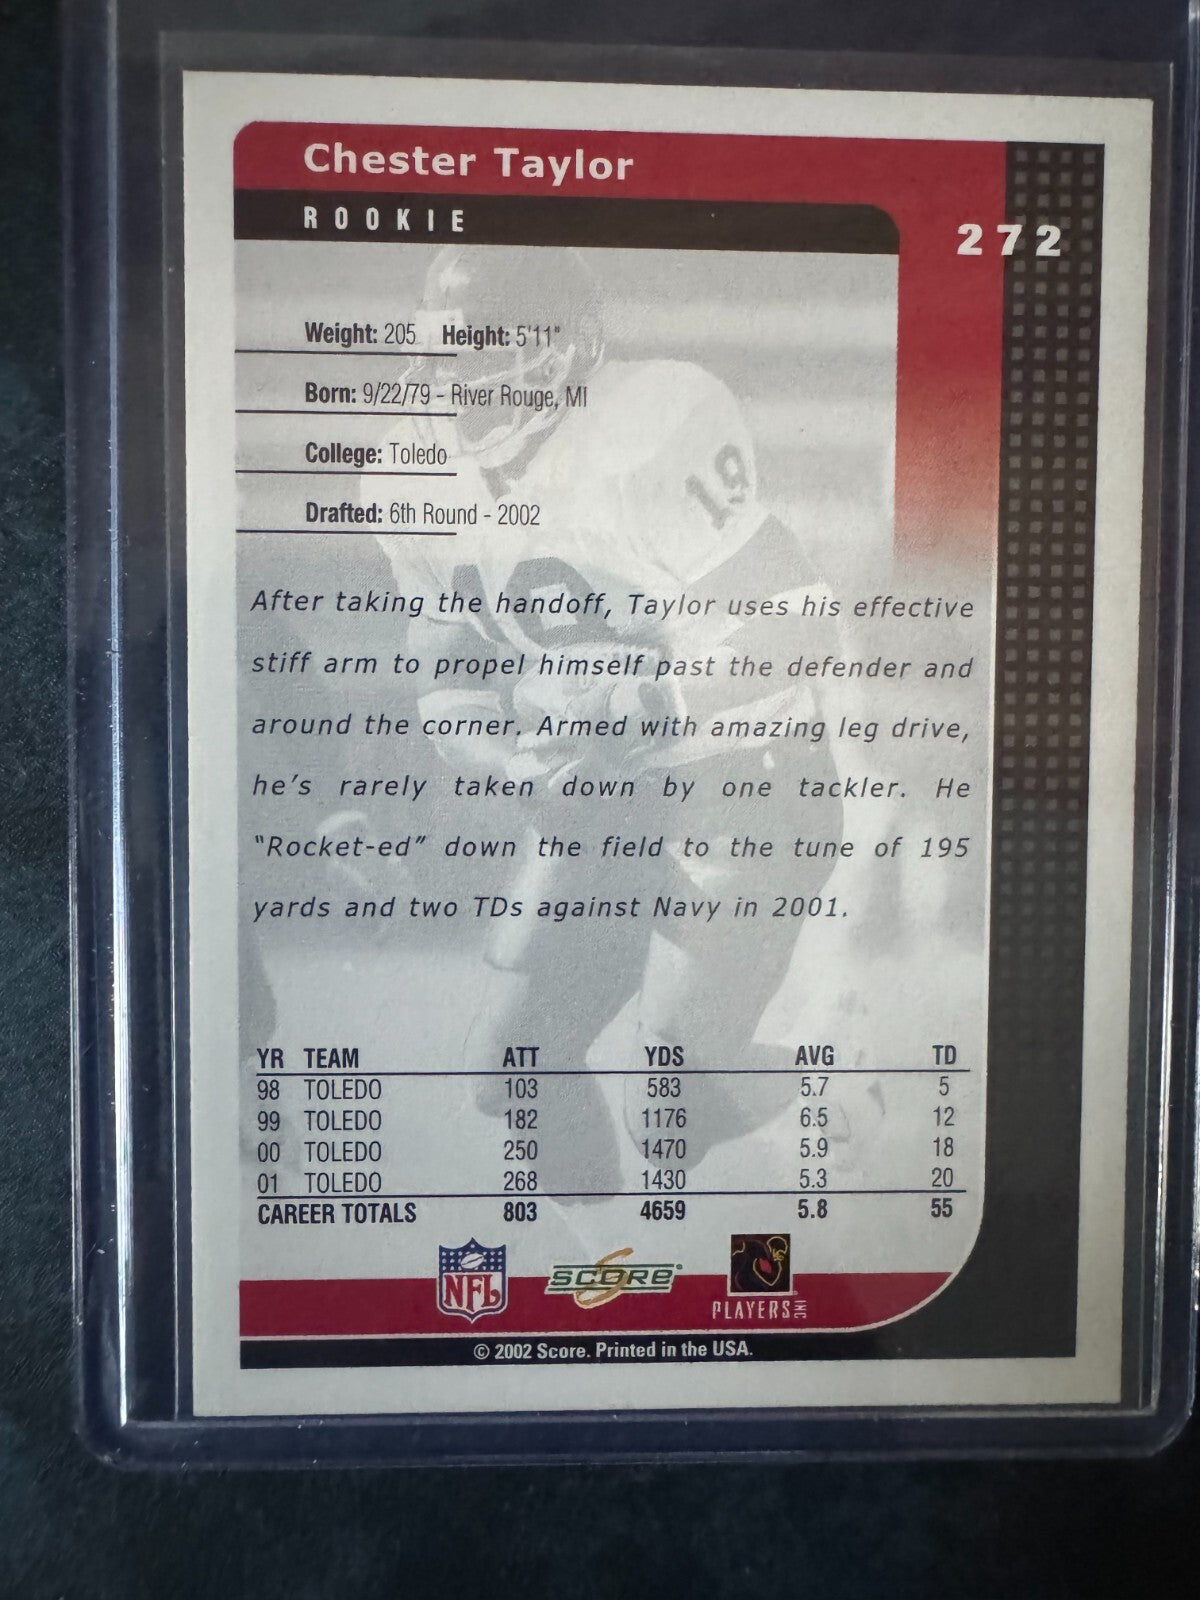 Chester Taylor
ROOKIE
272
Weight: 205 Height: 5'11"
Born: 9/22/79 - River Rouge, MI
College: Toledo
Drafted: 6th Round - 2002
19
After taking the handoff, Taylor uses his effective
stiff arm to propel himself past the defender and
around the corner. Armed with amazing leg drive,
he's rarely taken down by one tackler. He
"Rocket-ed" down the field to the tune of 195
yards and two TDs against Navy in 2001.
YR TEAM ATT YDS AVG TD
98 TOLEDO 103 583 5.7 5
99 TOLEDO 182 1176 6.5 12
00 TOLEDO 250 1470 5.9 18
01 TOLEDO 268 1430 5.3 20
CAREER TOTALS 803 4659 5.8 55
NFL SCORE PLAYERS INC
© 2002 Score. Printed in the USA.